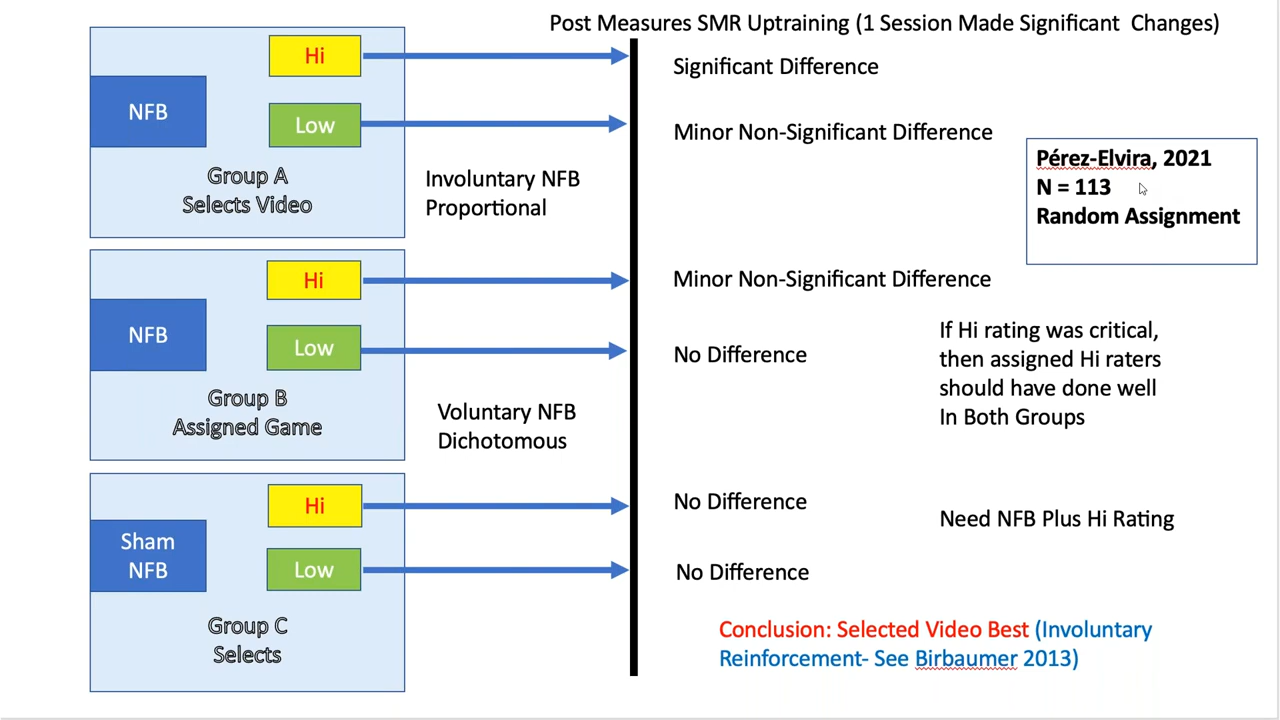 Post Measures SMR Uptraining (1 Session Made Significant Changes)
Hi
NFB
Low
Group A
Selects Video
Significant Difference
Minor Non-Significant Difference
Involuntary NFB
Proportional
Pérez-Elvira, 2021
N = 113
Random Assignment
Hi
NFB
Low
Group B
Assigned Game
Minor Non-Significant Difference
No Difference
If Hi rating was critical,
then assigned Hi raters
should have done well
In Both Groups
Voluntary NFB
Dichotomous
Hi
Sham
NFB
Low
Group C
Selects
No Difference
Need NFB Plus Hi Rating
No Difference
Conclusion: Selected Video Best (Involuntary
Reinforcement- See Birbaumer 2013)